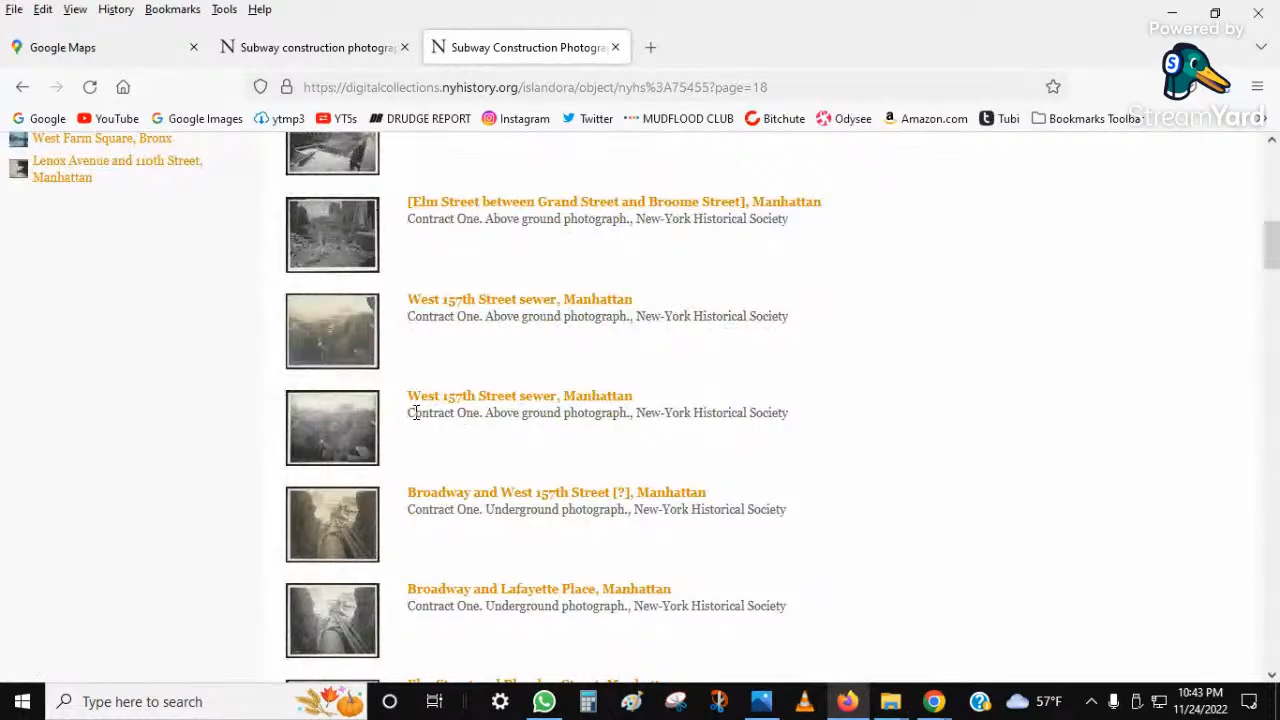 File Edit View History Bookmarks Tools Help
Powered by
Google Maps
Subway construction photogra
Subway Construction Photogra
StreamYard
https://digitalcollections.nyhistory.org/islandora/object/nyhs%3A75455?page=18
Google YouTube Google Images ytmp3 YT5s DRUDGE REPORT Instagram Twitter MUDFLOOD CLUB Bitchute Odysee Amazon.com Tubi Bookmarks Toolba
West Farm Square, Bronx
Lenox Avenue and 110th Street,
Manhattan
[Elm Street between Grand Street and Broome Street], Manhattan
Contract One. Above ground photograph., New-York Historical Society
West 157th Street sewer, Manhattan
Contract One. Above ground photograph., New-York Historical Society
West 157th Street sewer, Manhattan
Contract One. Above ground photograph., New-York Historical Society
Broadway and West 157th Street [?], Manhattan
Contract One. Underground photograph., New-York Historical Society
Broadway and Lafayette Place, Manhattan
Contract One. Underground photograph., New-York Historical Society
Type here to search
57°F
10:43 PM
11/24/2022